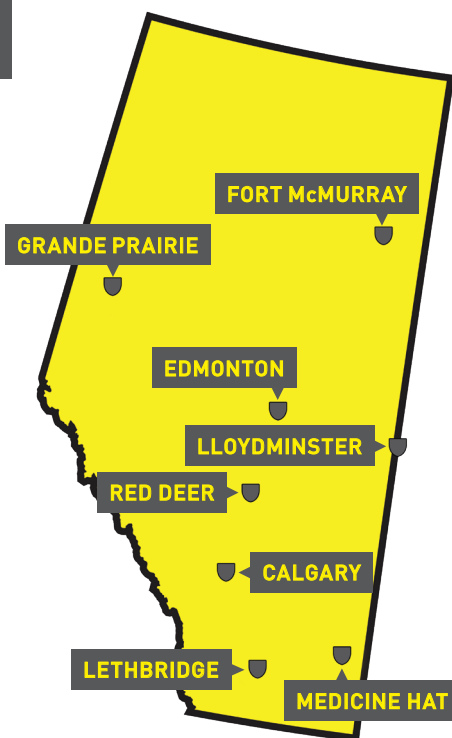 FORT McMURRAY
GRANDE PRAIRIE
EDMONTON
LLOYDMINSTER
RED DEER
CALGARY
LETHBRIDGE
MEDICINE HAT